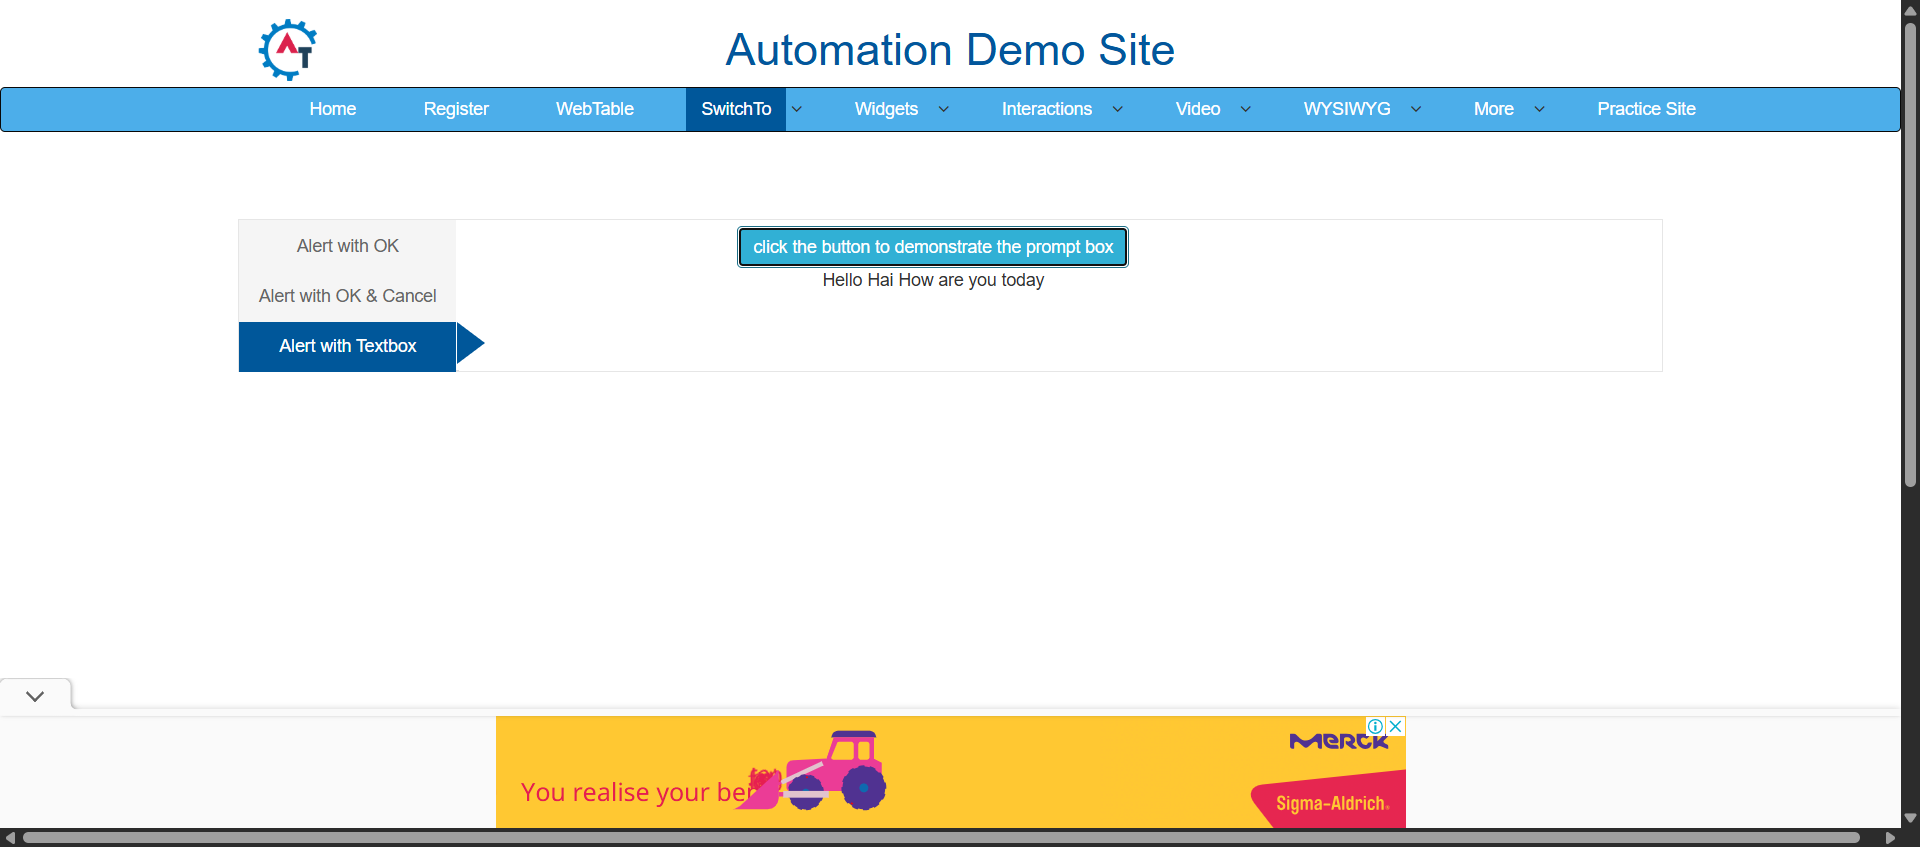 AT
Automation Demo Site
Home Register WebTable SwitchTo Widgets Interactions Video WYSIWYG More Practice Site
Alert with OK
Alert with OK & Cancel
Alert with Textbox
click the button to demonstrate the prompt box
Hello Hai How are you today
MERCK
You realise your
Sigma-Aldrich®